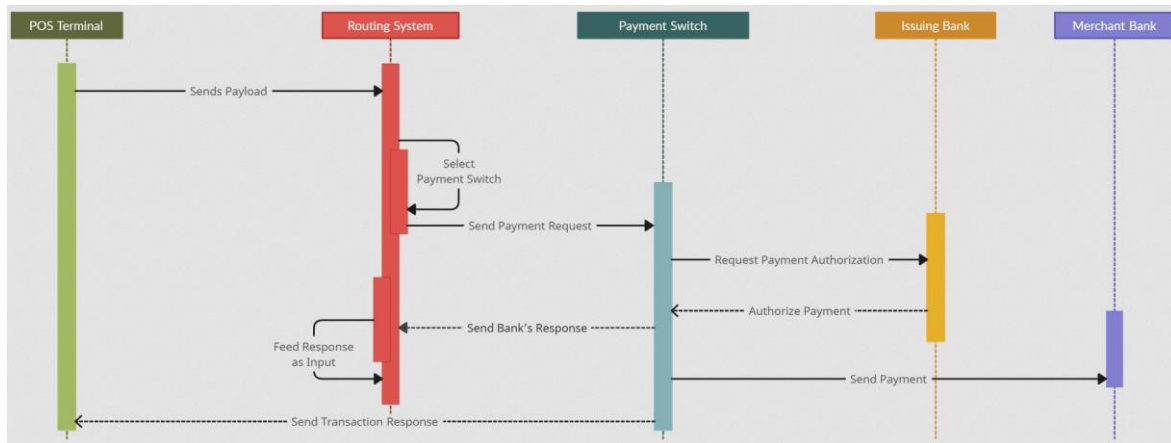 POS Terminal
Routing System
Payment Switch
Issuing Bank
Merchant Bank
Sends Payload
Select
Payment Switch
Send Payment Request
Request Payment Authorization
Authorize Payment
Send Bank's Response
Feed Response
as Input
Send Payment
Send Transaction Response